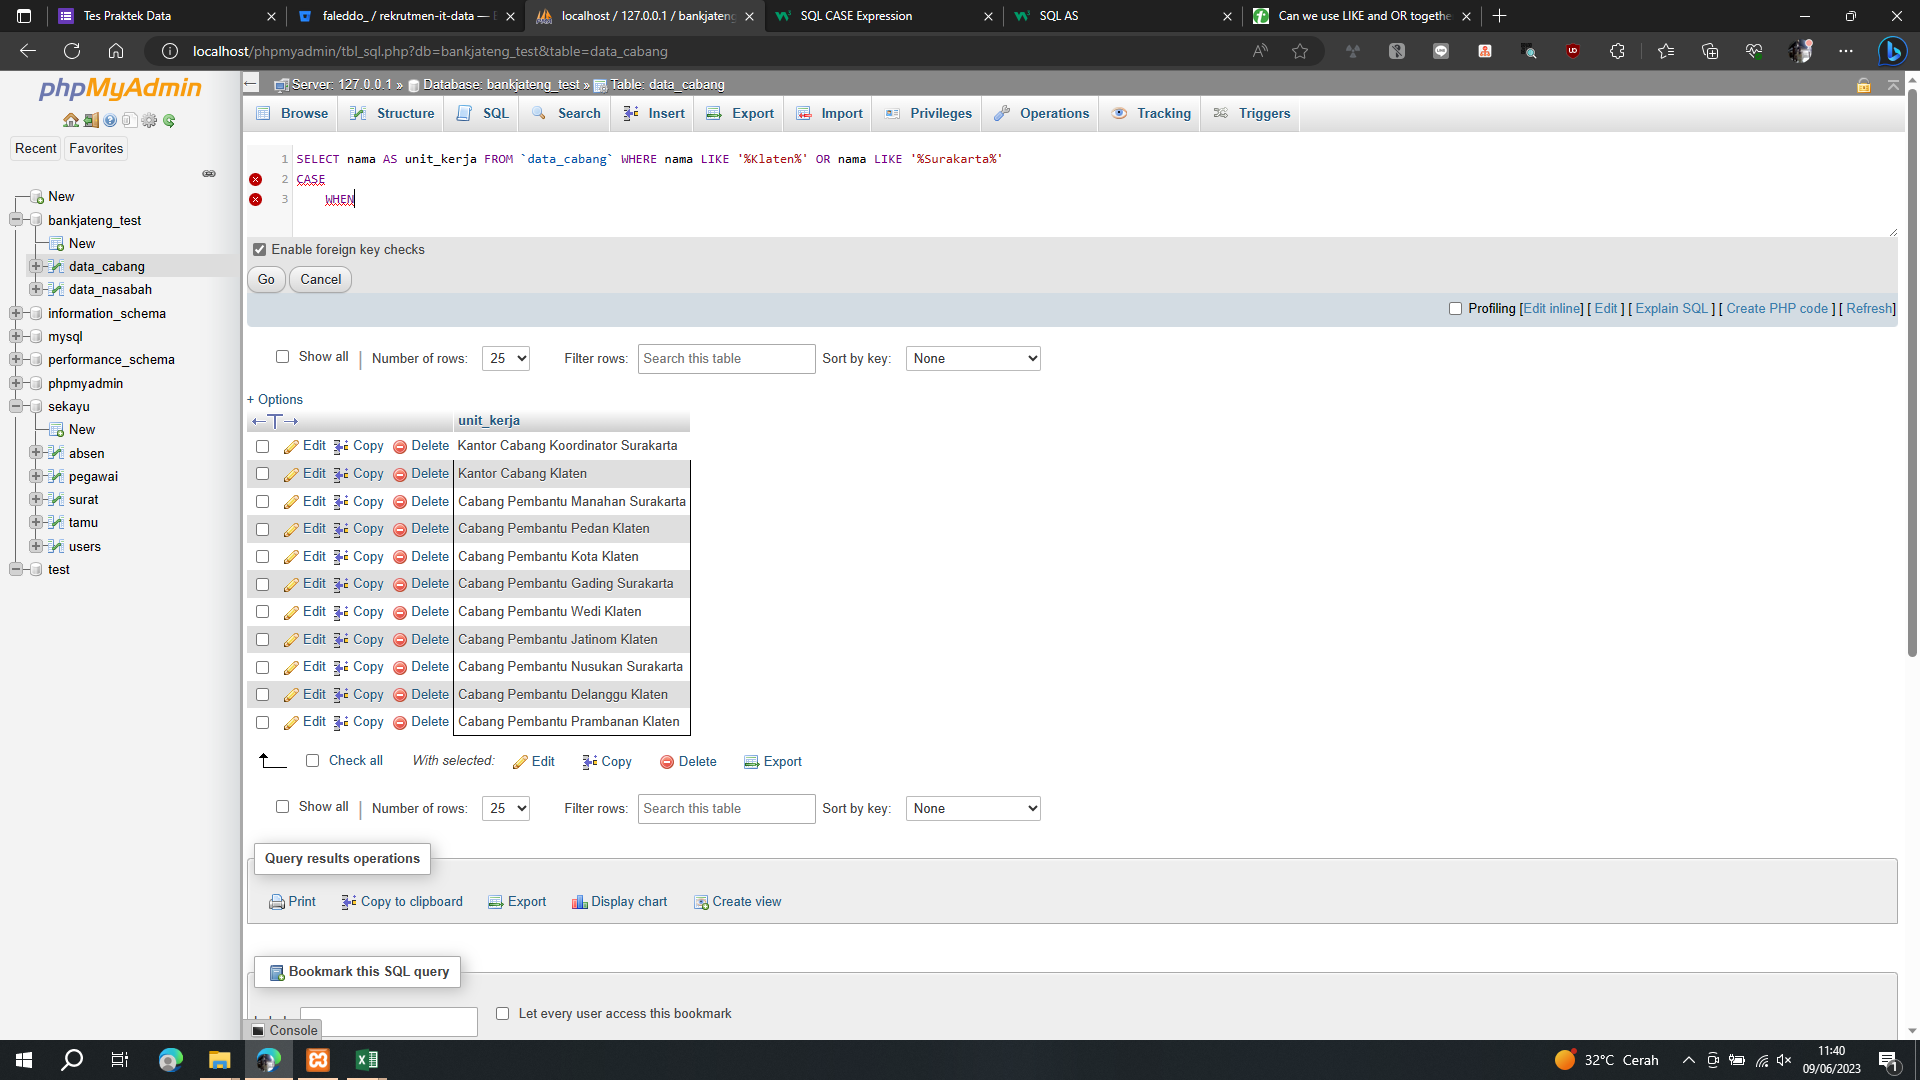 Tes Praktek Data
faleddo_ / rekrutmen-it-data —
localhost / 127.0.0.1 / bankjateng
SQL CASE Expression
SQL AS
Can we use LIKE and OR togethe
localhost/phpmyadmin/tbl_sql.php?db=bankjateng_test&table=data_cabang
phpMyAdmin
Recent
Favorites
New
bankjateng_test
New
data_cabang
data_nasabah
information_schema
mysql
performance_schema
phpmyadmin
sekayu
New
absen
pegawai
surat
tamu
users
test
Server: 127.0.0.1 » Database: bankjateng_test » Table: data_cabang
Browse Structure SQL Search Insert Export Import Privileges Operations Tracking Triggers
1 SELECT nama AS unit_kerja FROM `data_cabang` WHERE nama LIKE '%Klaten%' OR nama LIKE '%Surakarta%'
2 CASE
3 WHEN
Enable foreign key checks
Go Cancel
Profiling [Edit inline] [ Edit ] [ Explain SQL ] [ Create PHP code ] [ Refresh]
Show all | Number of rows: 25 Filter rows: Search this table Sort by key: None
+ Options
←T→ unit_kerja
Edit Copy Delete Kantor Cabang Koordinator Surakarta
Edit Copy Delete Kantor Cabang Klaten
Edit Copy Delete Cabang Pembantu Manahan Surakarta
Edit Copy Delete Cabang Pembantu Pedan Klaten
Edit Copy Delete Cabang Pembantu Kota Klaten
Edit Copy Delete Cabang Pembantu Gading Surakarta
Edit Copy Delete Cabang Pembantu Wedi Klaten
Edit Copy Delete Cabang Pembantu Jatinom Klaten
Edit Copy Delete Cabang Pembantu Nusukan Surakarta
Edit Copy Delete Cabang Pembantu Delanggu Klaten
Edit Copy Delete Cabang Pembantu Prambanan Klaten
Check all With selected: Edit Copy Delete Export
Show all | Number of rows: 25 Filter rows: Search this table Sort by key: None
Query results operations
Print Copy to clipboard Export Display chart Create view
Bookmark this SQL query
Let every user access this bookmark
Console
32°C Cerah
11:40
09/06/2023
1